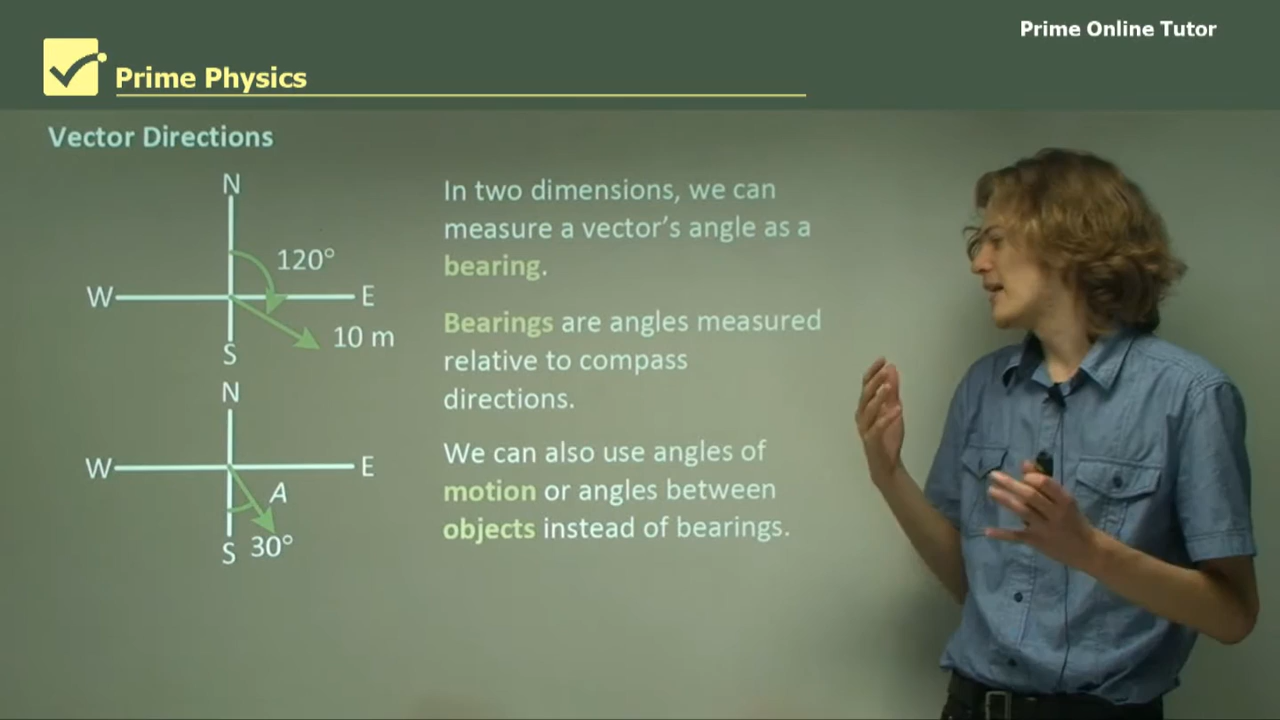 Prime Online Tutor
Prime Physics
Vector Directions
N
120°
W
E
10 m
S
N
W
E
A
S 30°
In two dimensions, we can
measure a vector's angle as a
bearing.
Bearings are angles measured
relative to compass
directions.
We can also use angles of
motion or angles between
objects instead of bearings.